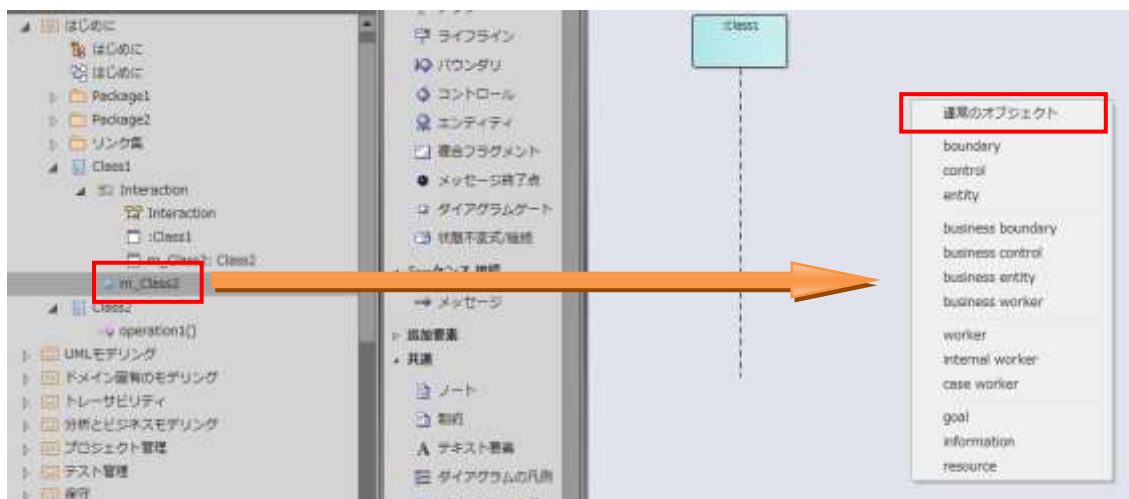 はじめに
はじめに
はじめに
Package1
Package2
リンク集
Class1
Interaction
Interaction
:Class1
m_Class2: Class2
m_Class2
Class2
operation1()
UMLモデリング
ドメイン固有のモデリング
トレーサビリティ
分析とビジネスモデリング
プロジェクト管理
テスト管理
保守
ライフライン
バウンダリ
コントロール
エンティティ
複合フラグメント
メッセージ終了点
ダイアグラムゲート
状態不変式/継続
メッセージ
追加要素
共通
ノート
制約
テキスト要素
ダイアグラムの凡例
:Class1
通常のオブジェクト
boundary
control
entity
business boundary
business control
business entity
business worker
worker
internal worker
case worker
goal
information
resource